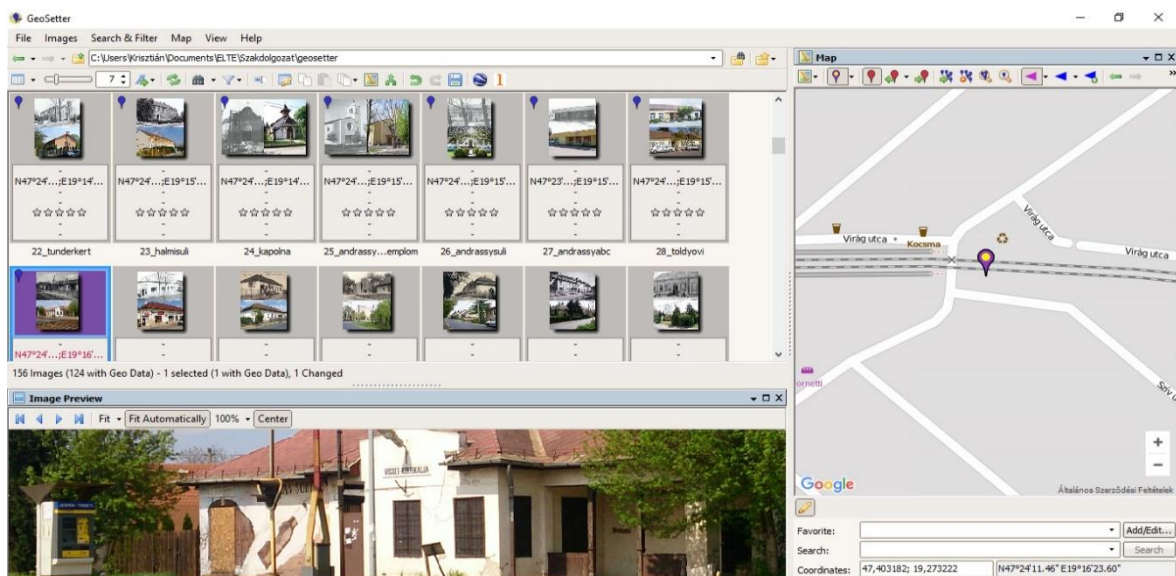 GeoSetter
File Images Search & Filter Map View Help
C:\Users\Krisztián\Documents\ELTE\Szakdolgozat\geosetter
7
N47°24'...;E19°14'... N47°24'...;E19°14'... N47°24'...;E19°14'... N47°24'...;E19°15'... N47°24'...;E19°15'... N47°23'...;E19°15'... N47°24'...;E19°15'...
22_tunderkert 23_halmisuli 24_kapolna 25_andrassy...emplom 26_andrassysuli 27_andrassyabc 28_toldyovi
N47°24'...;E19°16'...
156 Images (124 with Geo Data) - 1 selected (1 with Geo Data), 1 Changed
Image Preview
Fit Fit Automatically 100% Center
Map
Virág utca
Virág utca
Kocsma
Virág utca
ornetti
Szív u
+
−
Google
Általános Szerződési Feltételek
Favorite: Add/Edit...
Search: Search
Coordinates: 47,403182; 19,273222 N47°24'11.46" E19°16'23.60"